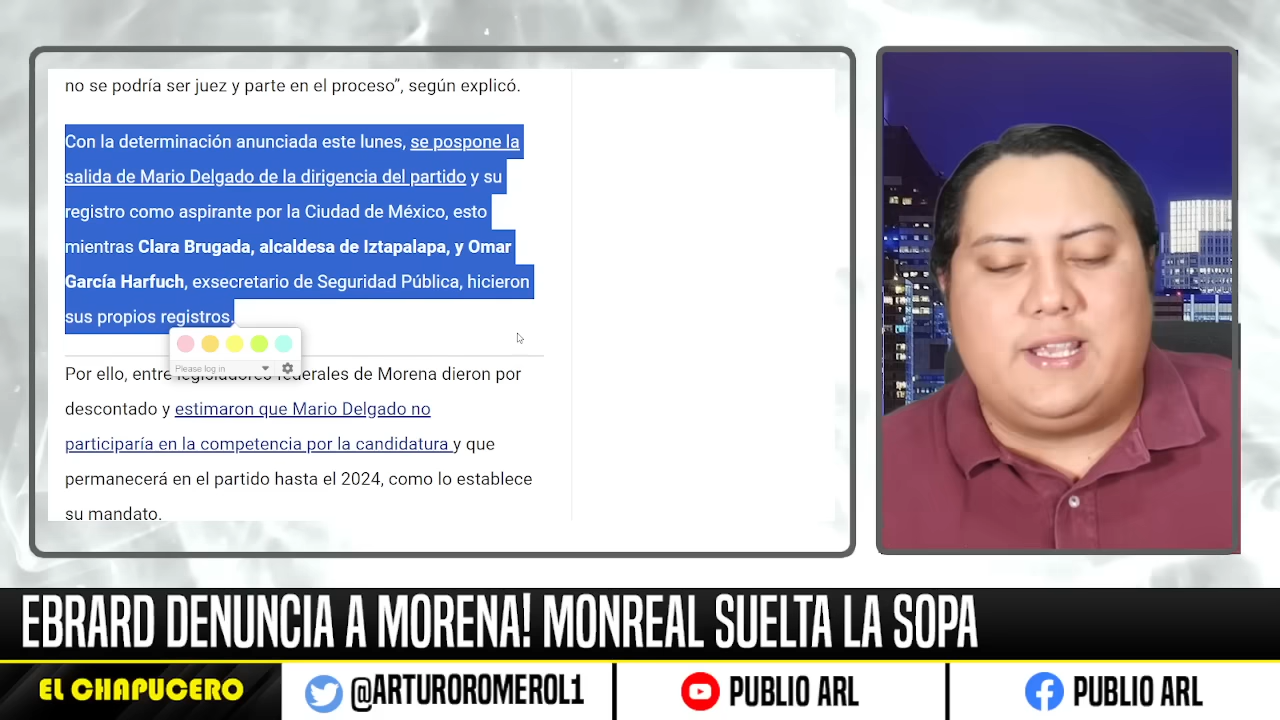 no se podría ser juez y parte en el proceso”, según explicó.
Con la determinación anunciada este lunes, se pospone la
salida de Mario Delgado de la dirigencia del partido y su
registro como aspirante por la Ciudad de México, esto
mientras Clara Brugada, alcaldesa de Iztapalapa, y Omar
García Harfuch, exsecretario de Seguridad Pública, hicieron
sus propios registros.
Please log in
Por ello, entre legisladores federales de Morena dieron por
descontado y estimaron que Mario Delgado no
participaría en la competencia por la candidatura y que
permanecerá en el partido hasta el 2024, como lo establece
su mandato.
EBRARD DENUNCIA A MORENA! MONREAL SUELTA LA SOPA
EL CHAPUCERO
@ARTUROROMEROL1
PUBLIO ARL
PUBLIO ARL